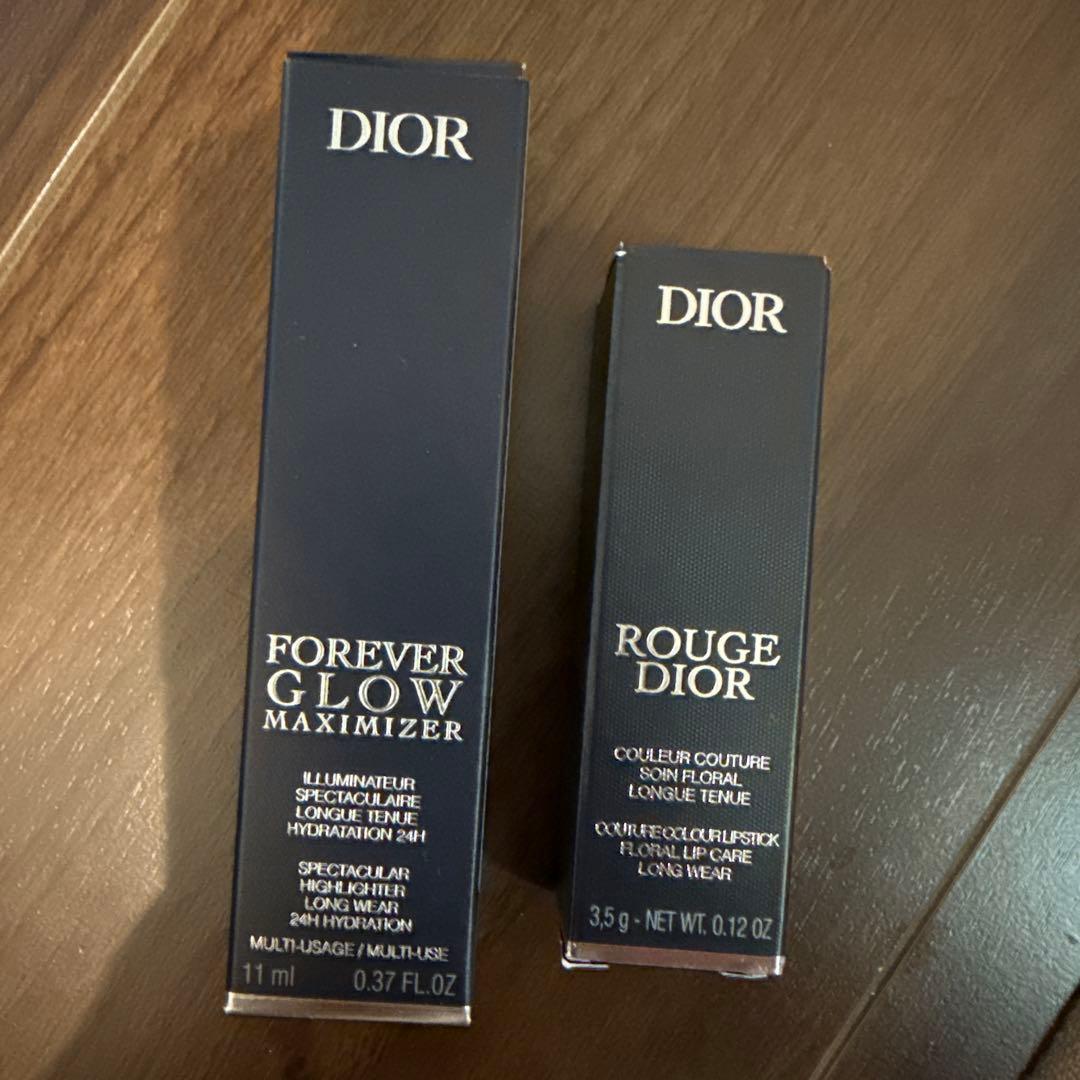 DIOR
FOREVER
GLOW
MAXIMIZER
ILLUMINATEUR
SPECTACULAIRE
LONGUE TENUE
HYDRATATION 24H
SPECTACULAR
HIGHLIGHTER
LONG WEAR
24H HYDRATION
MULTI-USAGE / MULTI-USE
11 ml 0.37 FL.OZ
DIOR
ROUGE
DIOR
COULEUR COUTURE
SOIN FLORAL
LONGUE TENUE
COUTURE COLOUR LIPSTICK
FLORAL LIP CARE
LONG WEAR
3,5 g - NET WT. 0.12 OZ